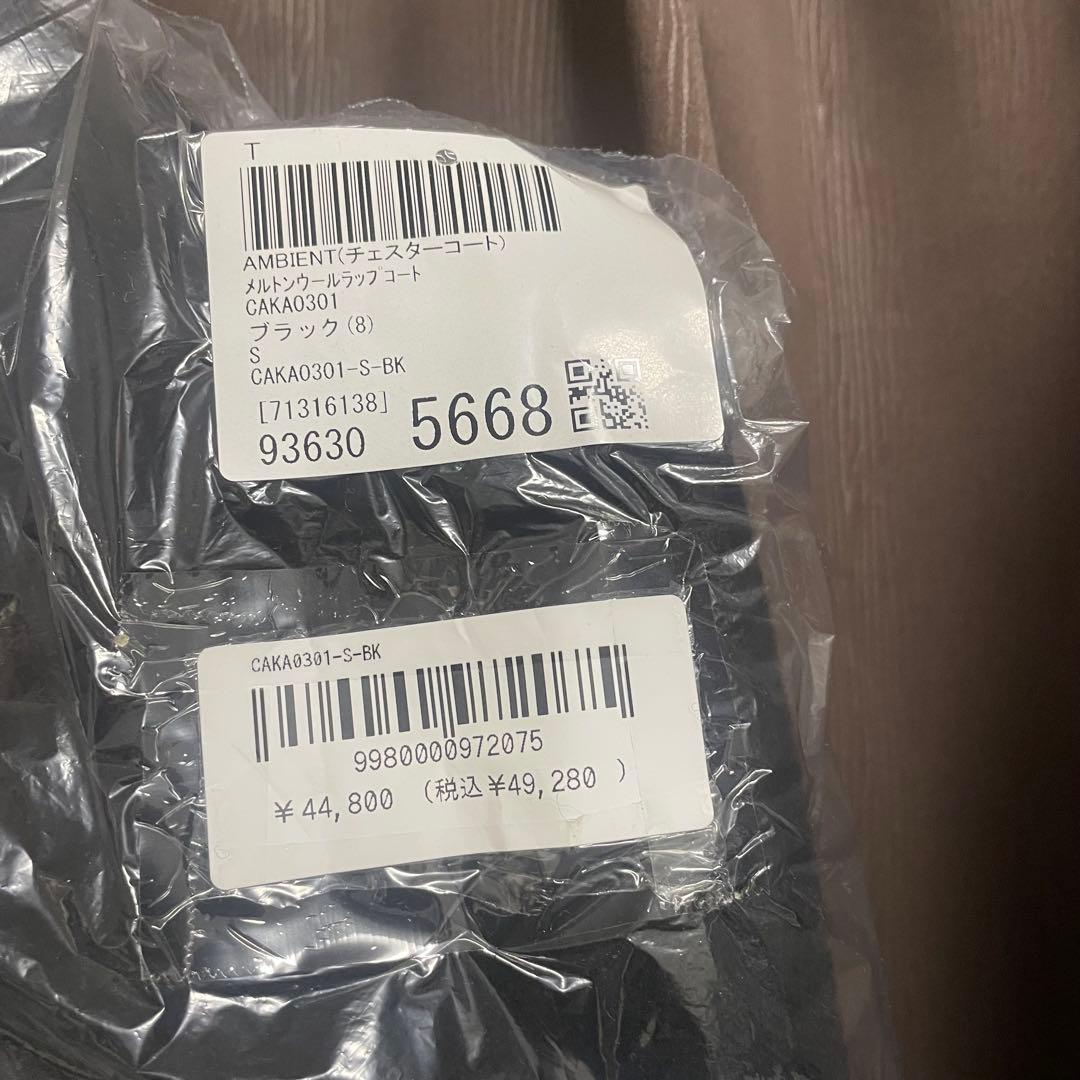 T
AMBIENT(チェスターコート)
メルトンウールラップコート
CAKA0301
ブラック(8)
S
CAKA0301-S-BK
[71316138]
93630 5668
CAKA0301-S-BK
9980000972075
¥44,800 (税込¥49,280 )